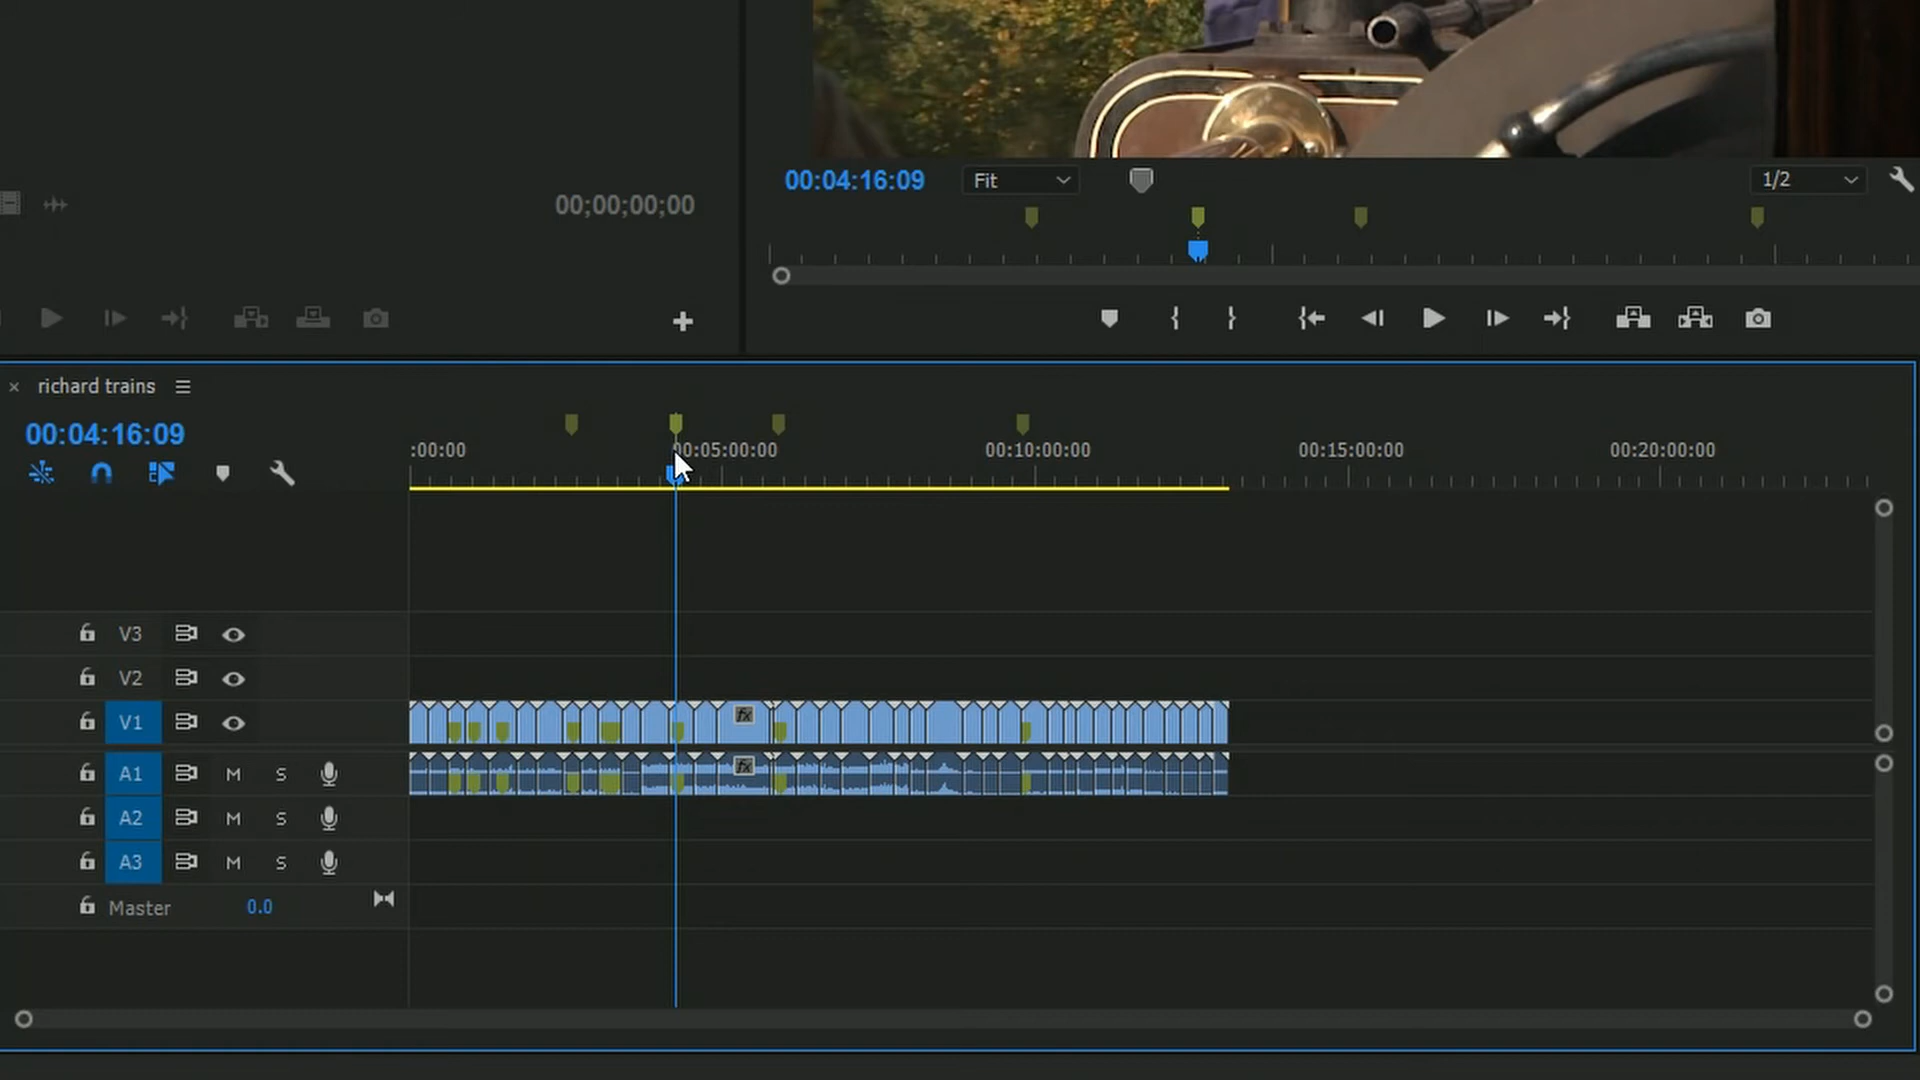 00:04:16:09 Fit 1/2
00;00;00;00
× richard trains
00:04:16:09
:00:00 00:05:00:00 00:10:00:00 00:15:00:00 00:20:00:00
V3
V2
V1
fx
A1 M S
fx
A2 M S
A3 M S
Master 0.0